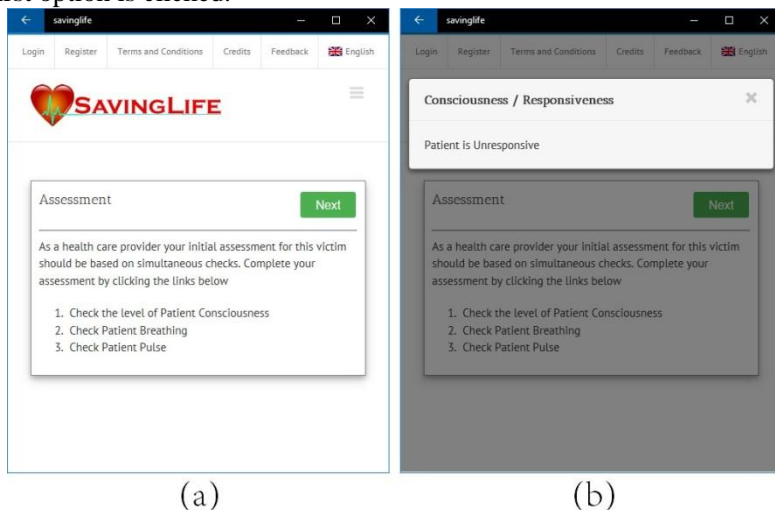 savinglife
Login Register Terms and Conditions Credits Feedback English
SAVINGLIFE
Assessment
Next
As a health care provider your initial assessment for this victim
should be based on simultaneous checks. Complete your
assessment by clicking the links below
1. Check the level of Patient Consciousness
2. Check Patient Breathing
3. Check Patient Pulse
(a)
savinglife
Login Register Terms and Conditions Credits Feedback English
Consciousness / Responsiveness
Patient is Unresponsive
Assessment
Next
As a health care provider your initial assessment for this victim
should be based on simultaneous checks. Complete your
assessment by clicking the links below
1. Check the level of Patient Consciousness
2. Check Patient Breathing
3. Check Patient Pulse
(b)